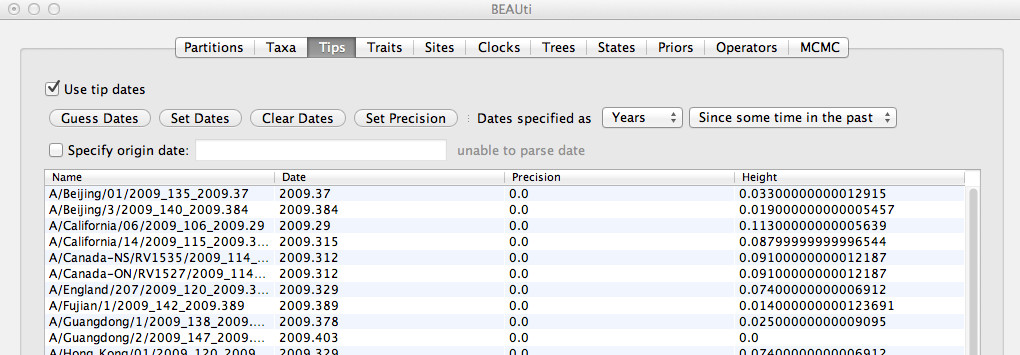 BEAUti
Partitions Taxa Tips Traits Sites Clocks Trees States Priors Operators MCMC
Use tip dates
Guess Dates Set Dates Clear Dates Set Precision Dates specified as Years Since some time in the past
Specify origin date: unable to parse date
Name Date Precision Height
A/Beijing/01/2009_135_2009.37 2009.37 0.0 0.03300000000012915
A/Beijing/3/2009_140_2009.384 2009.384 0.0 0.019000000000005457
A/California/06/2009_106_2009.29 2009.29 0.0 0.11300000000005639
A/California/14/2009_115_2009.3... 2009.315 0.0 0.08799999999996544
A/Canada-NS/RV1535/2009_114_... 2009.312 0.0 0.09100000000012187
A/Canada-ON/RV1527/2009_114... 2009.312 0.0 0.09100000000012187
A/England/207/2009_120_2009.3... 2009.329 0.0 0.07400000000006912
A/Fujian/1/2009_142_2009.389 2009.389 0.0 0.014000000000123691
A/Guangdong/1/2009_138_2009.... 2009.378 0.0 0.02500000000009095
A/Guangdong/2/2009_147_2009.... 2009.403 0.0 0.0
A/Hong_Kong/01/2009_120_2009... 2009.329 0.0 0.07400000000006912